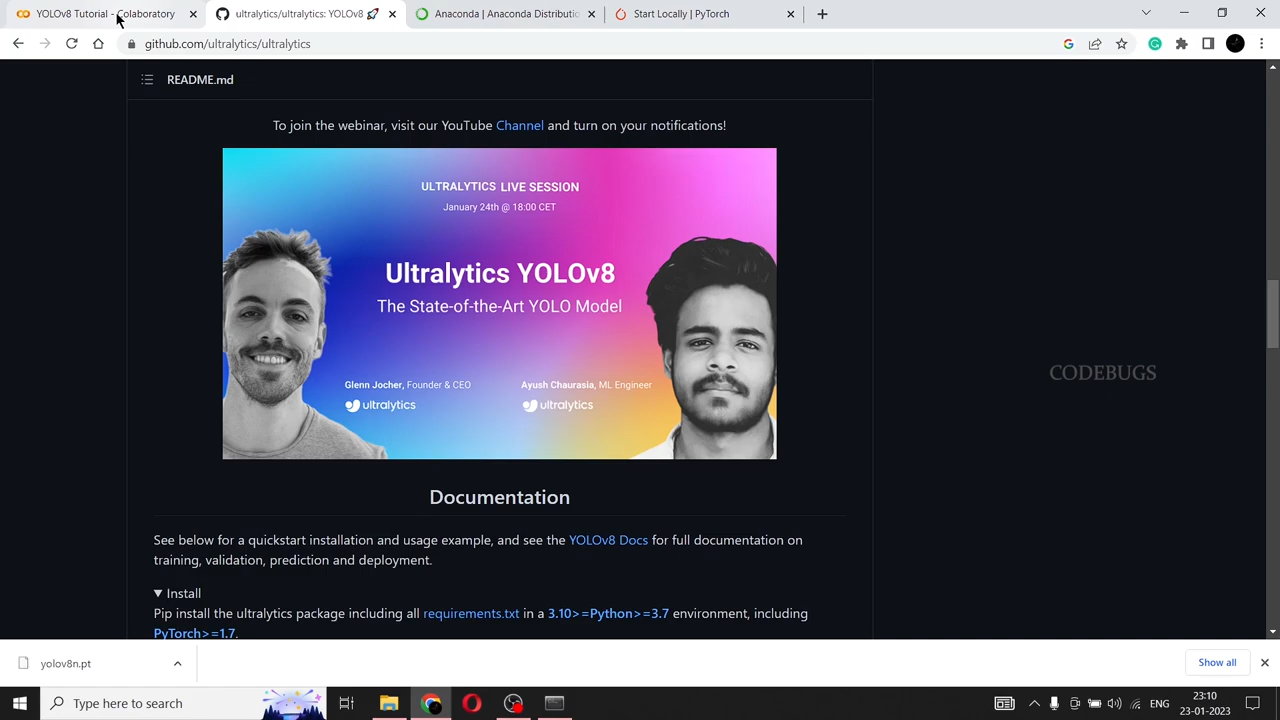 YOLOv8 Tutorial - Colaboratory
ultralytics/ultralytics: YOLOv8 🚀
Anaconda | Anaconda Distributio
Start Locally | PyTorch
github.com/ultralytics/ultralytics
README.md
To join the webinar, visit our YouTube Channel and turn on your notifications!
ULTRALYTICS LIVE SESSION
January 24th @ 18:00 CET
Ultralytics YOLOv8
The State-of-the-Art YOLO Model
Glenn Jocher, Founder & CEO
Ayush Chaurasia, ML Engineer
ultralytics
ultralytics
CODEBUGS
Documentation
See below for a quickstart installation and usage example, and see the YOLOv8 Docs for full documentation on
training, validation, prediction and deployment.
Install
Pip install the ultralytics package including all requirements.txt in a 3.10>=Python>=3.7 environment, including
PyTorch>=1.7.
yolov8n.pt
Show all
Type here to search
ENG
23:10
23-01-2023